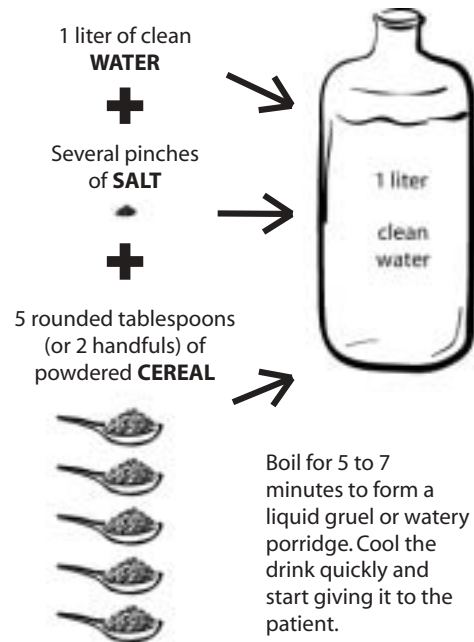 1 liter of clean
WATER
+
Several pinches
of SALT
+
5 rounded tablespoons
(or 2 handfuls) of
powdered CEREAL
1 liter
clean
water
Boil for 5 to 7
minutes to form a
liquid gruel or watery
porridge. Cool the
drink quickly and
start giving it to the
patient.